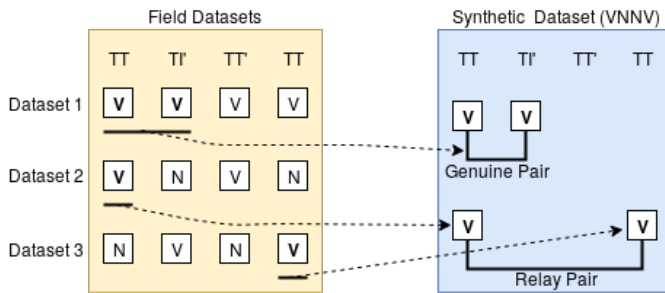 Field Datasets
Synthetic Dataset (VNNV)
TT TI' TT' TT
TT TI' TT' TT
Dataset 1 V V V V
V V
Genuine Pair
Dataset 2 V N V N
V V
Dataset 3 N V N V
Relay Pair